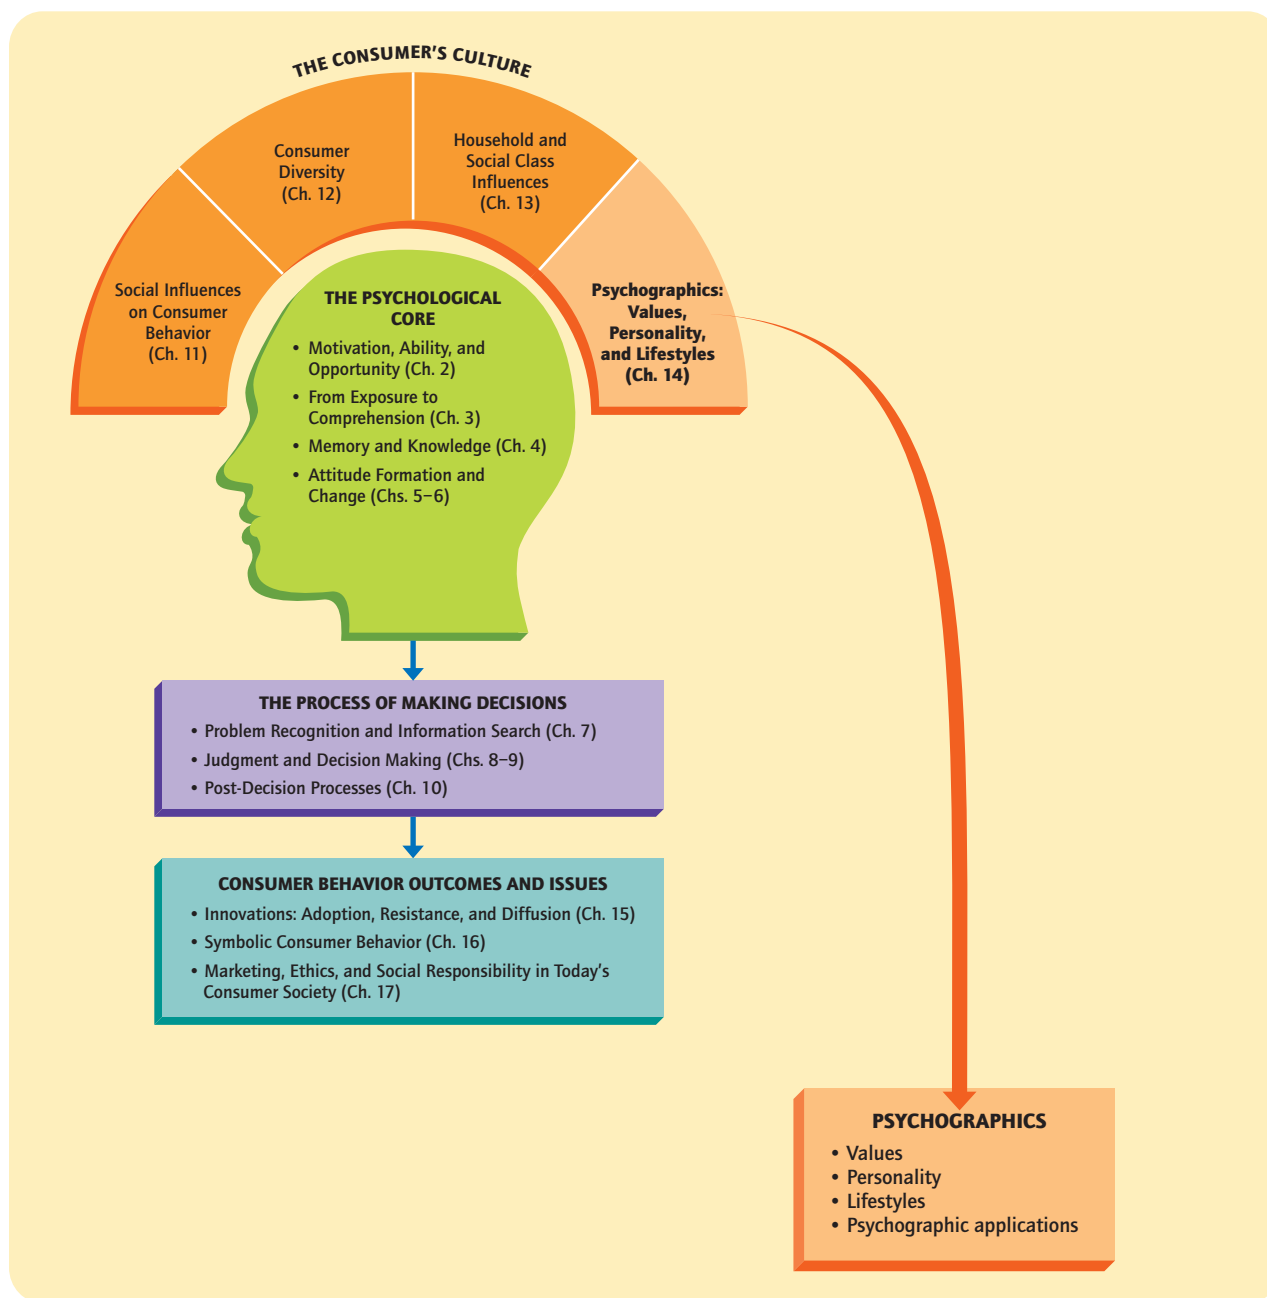 THE CONSUMER'S CULTURE
Social Influences
on Consumer
Behavior
(Ch. 11)
Consumer
Diversity
(Ch. 12)
Household and
Social Class
Influences
(Ch. 13)
Psychographics:
Values,
Personality,
and Lifestyles
(Ch. 14)
THE PSYCHOLOGICAL
CORE
• Motivation, Ability, and
Opportunity (Ch. 2)
• From Exposure to
Comprehension (Ch. 3)
• Memory and Knowledge (Ch. 4)
• Attitude Formation and
Change (Chs. 5–6)
THE PROCESS OF MAKING DECISIONS
• Problem Recognition and Information Search (Ch. 7)
• Judgment and Decision Making (Chs. 8–9)
• Post-Decision Processes (Ch. 10)
CONSUMER BEHAVIOR OUTCOMES AND ISSUES
• Innovations: Adoption, Resistance, and Diffusion (Ch. 15)
• Symbolic Consumer Behavior (Ch. 16)
• Marketing, Ethics, and Social Responsibility in Today's
Consumer Society (Ch. 17)
PSYCHOGRAPHICS
• Values
• Personality
• Lifestyles
• Psychographic applications